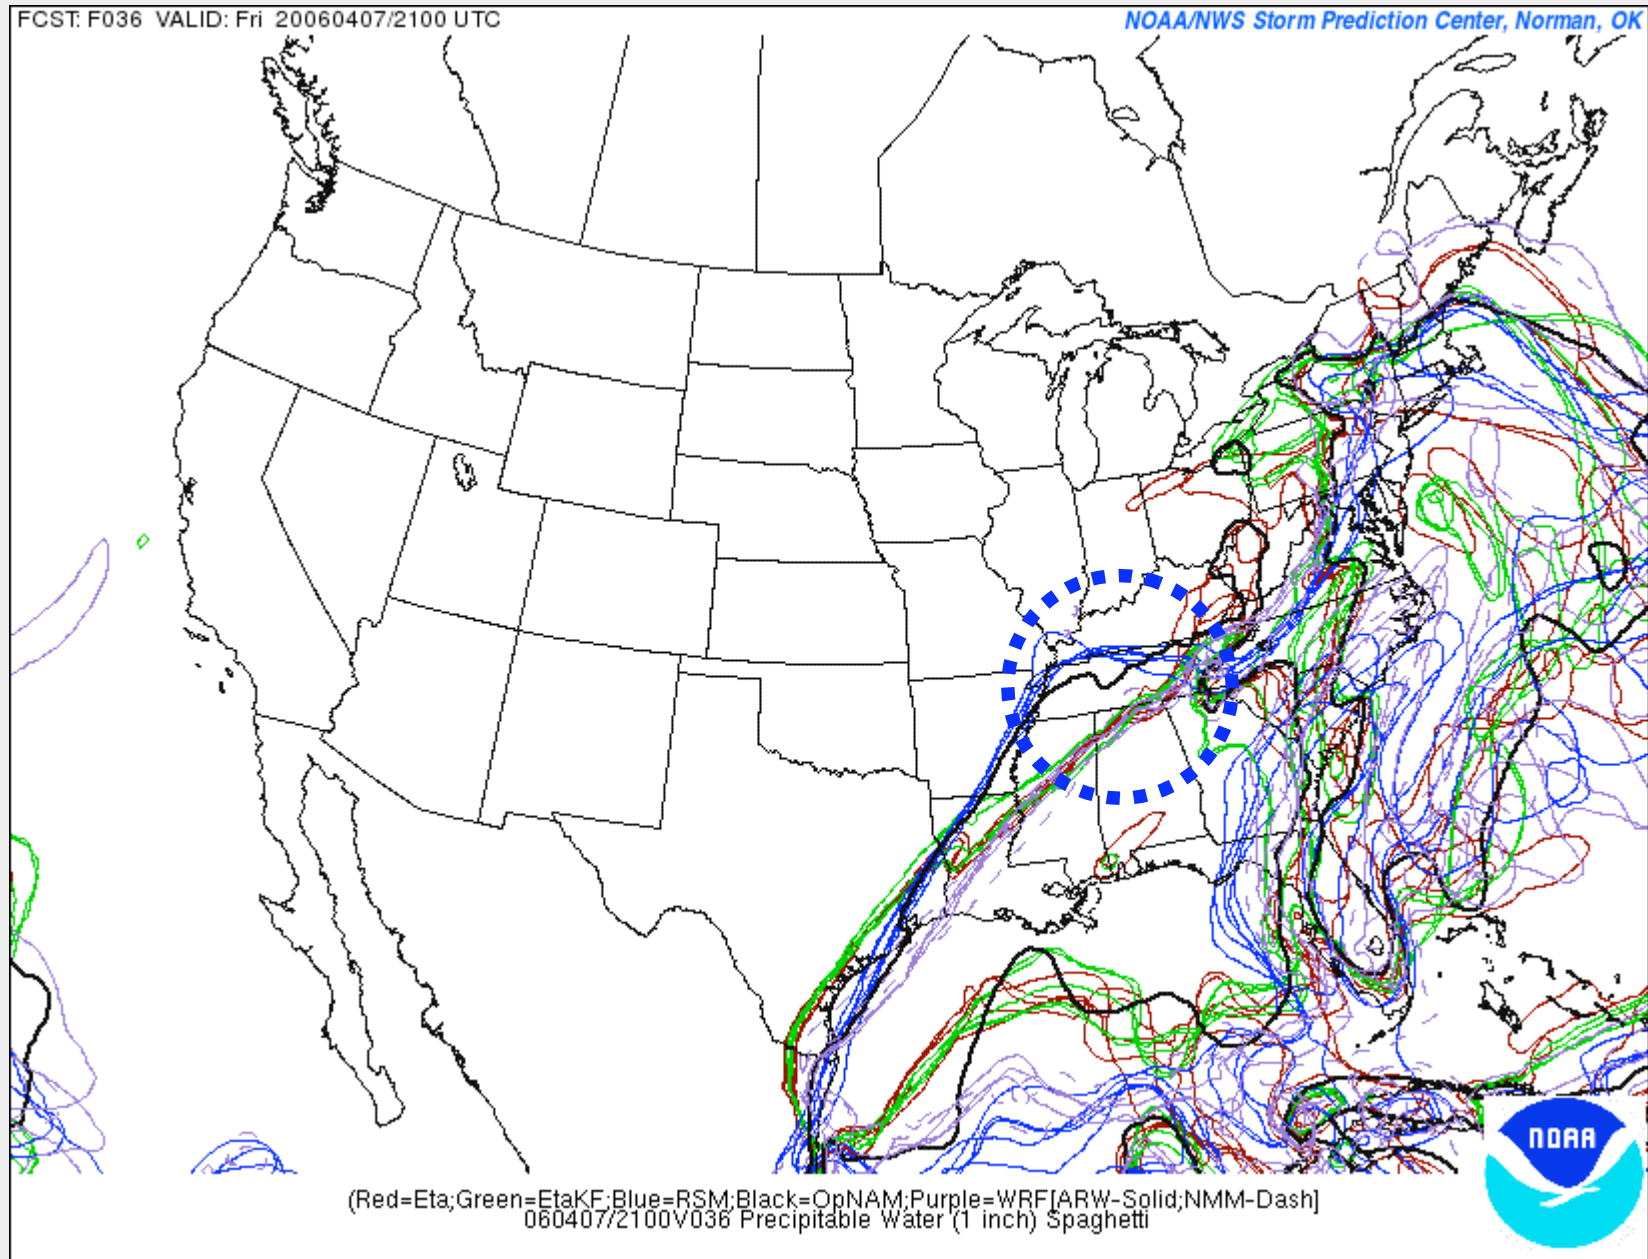 FCST: F036 VALID: Fri 20060407/2100 UTC
NOAA/NWS Storm Prediction Center, Norman, OK
(Red=Eta;Green=EtaKF;Blue=RSM;Black=OpNAM;Purple=WRF[ARW-Solid;NMM-Dash]
060407/2100V036 Precipitable Water (1 inch) Spaghetti
NOAA